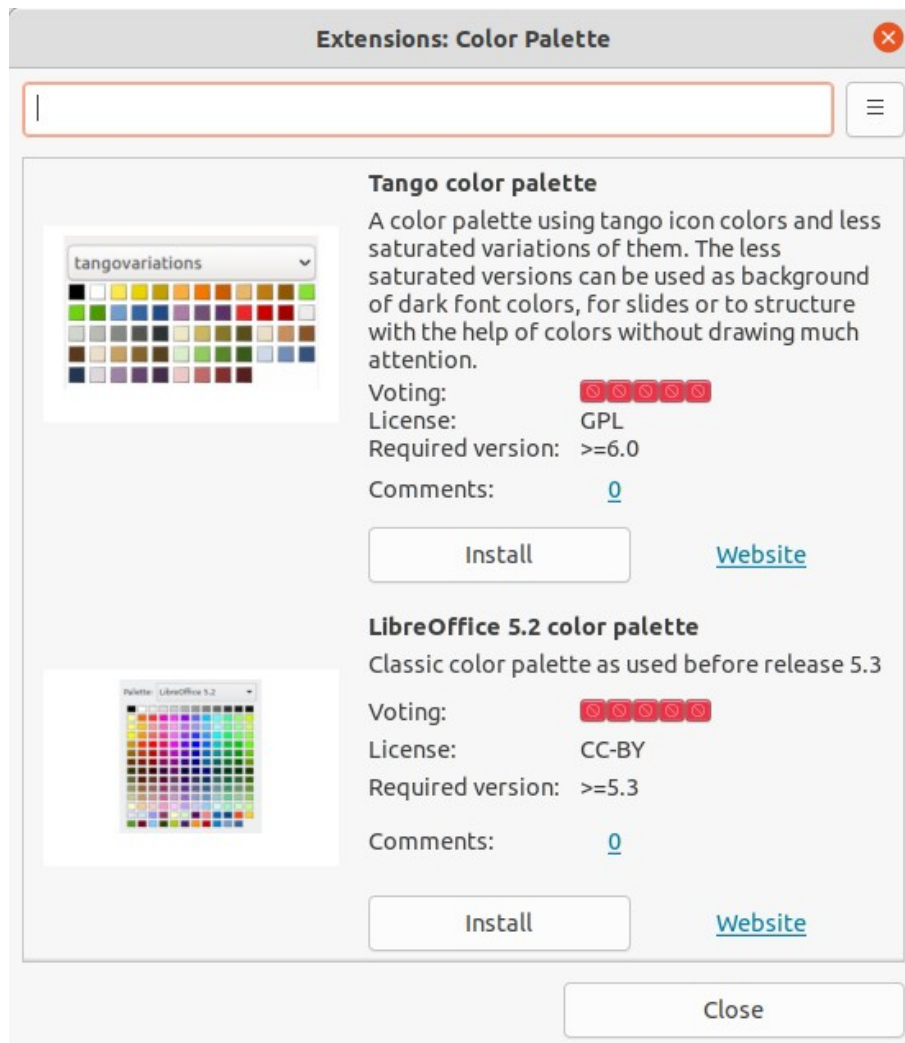 Extensions: Color Palette
Tango color palette
A color palette using tango icon colors and less
saturated variations of them. The less
saturated versions can be used as background
of dark font colors, for slides or to structure
with the help of colors without drawing much
attention.
tangovariations
Voting:
License: GPL
Required version: >=6.0
Comments: 0
Install Website
LibreOffice 5.2 color palette
Classic color palette as used before release 5.3
Palette: LibreOffice 5.2
Voting:
License: CC-BY
Required version: >=5.3
Comments: 0
Install Website
Close